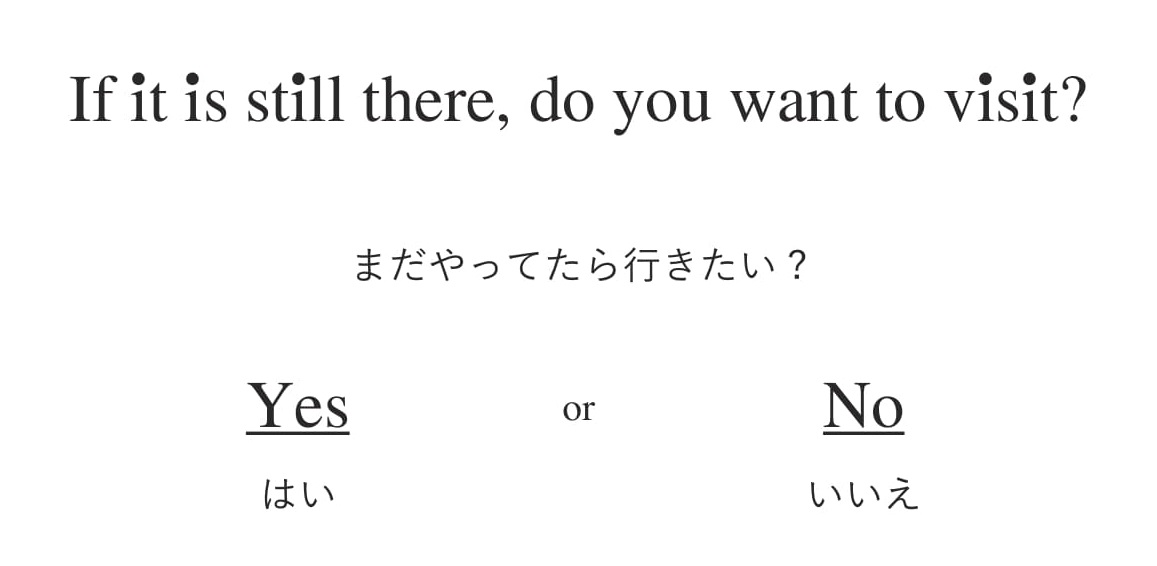 If it is still there, do you want to visit?
まだやってたら行きたい？
Yes or No
はい いいえ